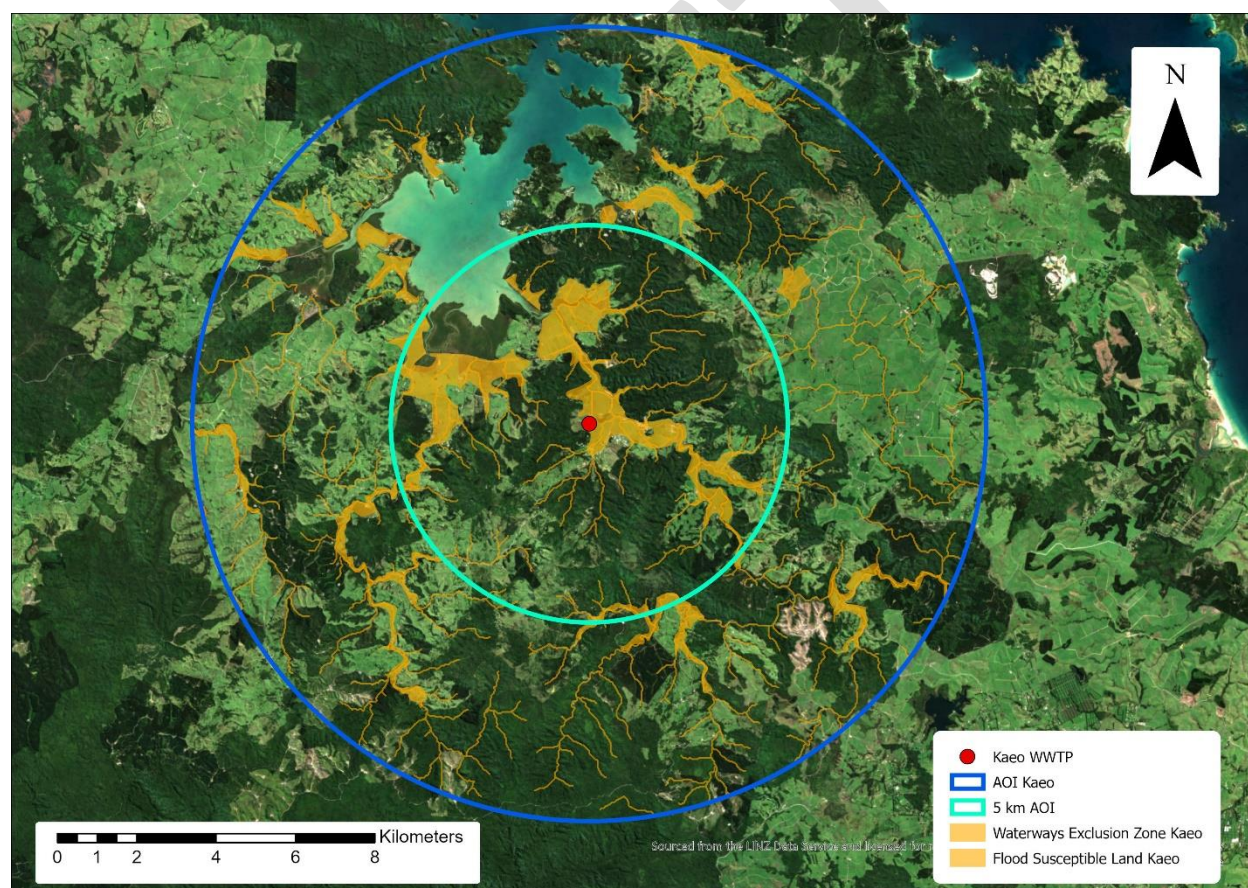 N
Kaeo WWTP
AOI Kaeo
5 km AOI
Waterways Exclusion Zone Kaeo
Flood Susceptible Land Kaeo
Kilometers
0 1 2 4 6 8
Sourced from the LINZ Data Service and licensed for